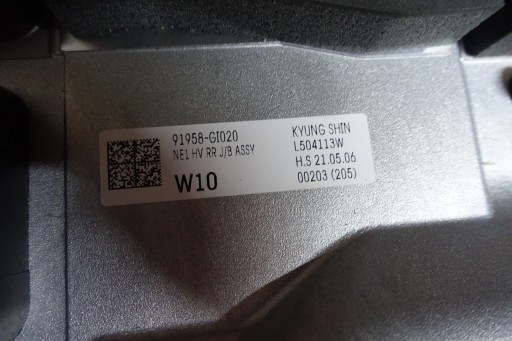 91958-GI020
NE1 HV RR J/B ASSY
W10
KYUNG SHIN
L504113W
H.S 21.05.06
00203 (205)